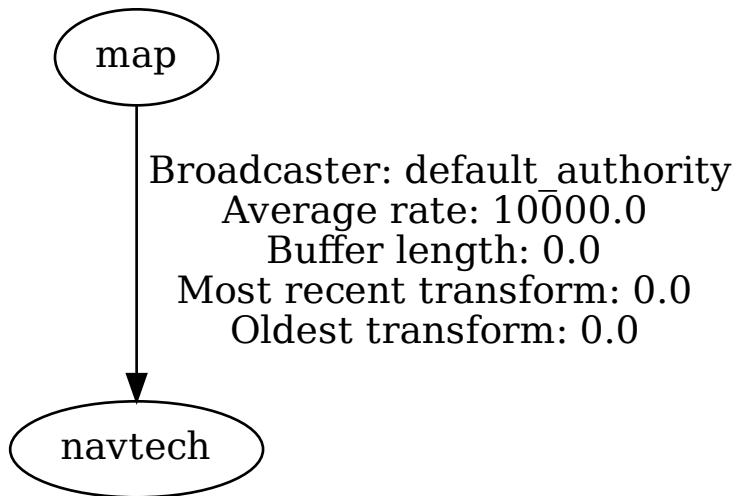 map
Broadcaster: default_authority
Average rate: 10000.0
Buffer length: 0.0
Most recent transform: 0.0
Oldest transform: 0.0
navtech